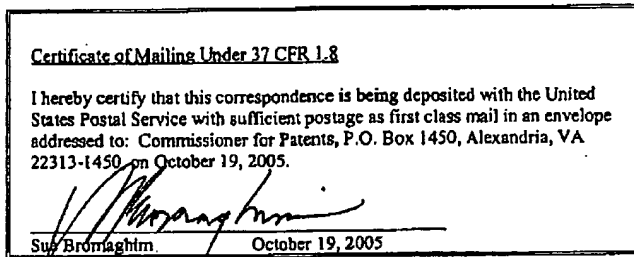 Certificate of Mailing Under 37 CFR 1.8
I hereby certify that this correspondence is being deposited with the United
States Postal Service with sufficient postage as first class mail in an envelope
addressed to: Commissioner for Patents, P.O. Box 1450, Alexandria, VA
22313-1450 on October 19, 2005.
Sue Bromaghim October 19, 2005